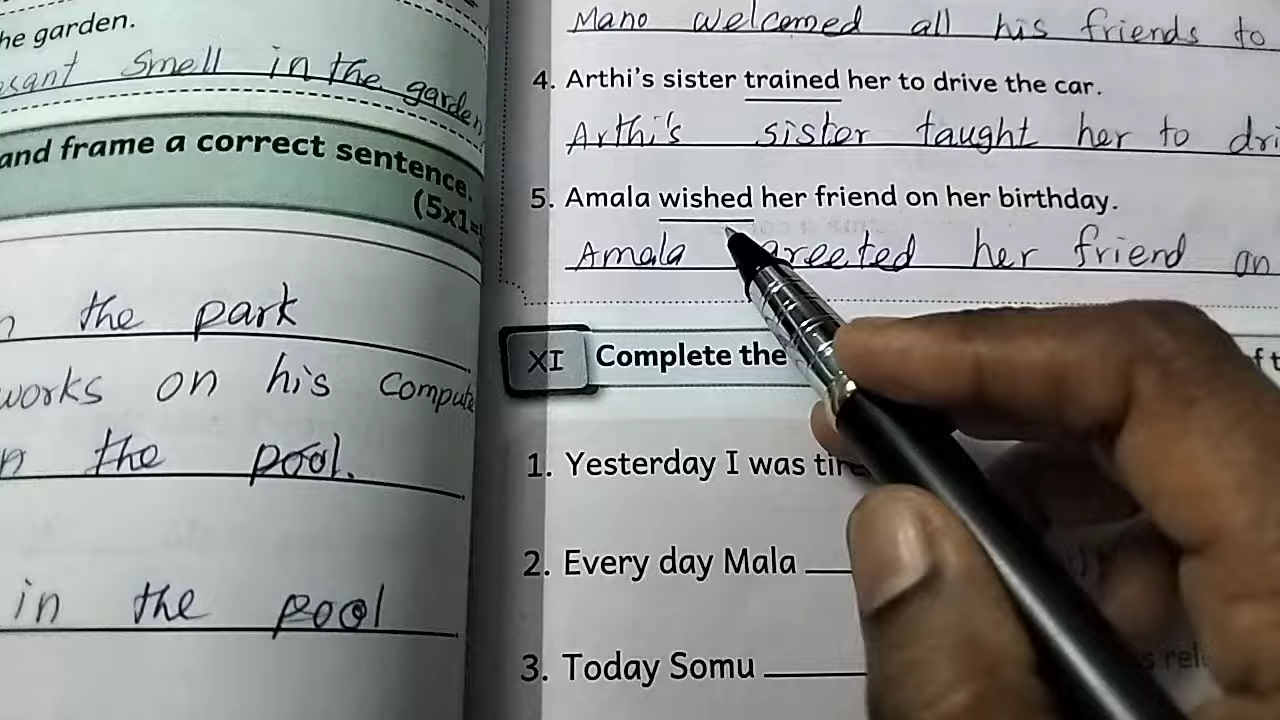 he garden.
smell in the garden
and frame a correct sentence.
(5x1=
the park
works on his
the pool.
in the pool
Mano welcomed all his friends to
4. Arthi's sister trained her to drive the car.
Arthi's sister taught her to dri
5. Amala wished her friend on her birthday.
Amala greeted her friend on
XI Complete the
1. Yesterday I was
2. Every day Mala
3. Today Somu